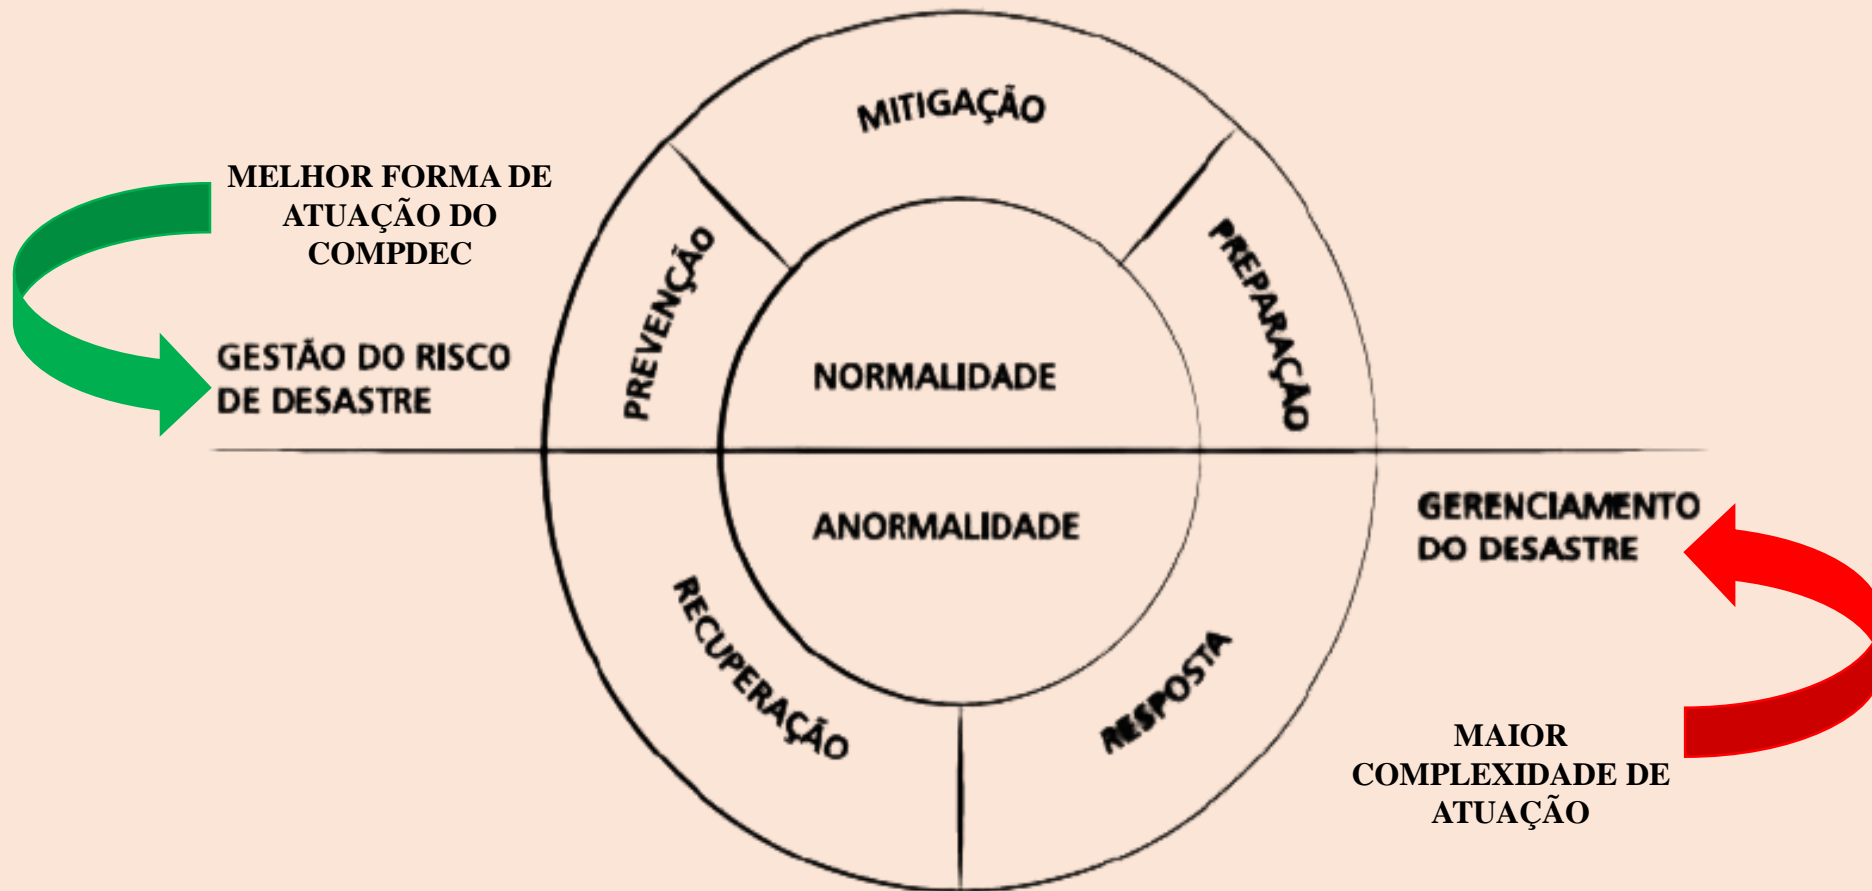 MITIGAÇÃO
MELHOR FORMA DE
ATUAÇÃO DO
COMPDEC
PREVENÇÃO
PREPARAÇÃO
GESTÃO DO RISCO
DE DESASTRE
NORMALIDADE
ANORMALIDADE
GERENCIAMENTO
DO DESASTRE
RECUPERAÇÃO
RESPOSTA
MAIOR
COMPLEXIDADE DE
ATUAÇÃO